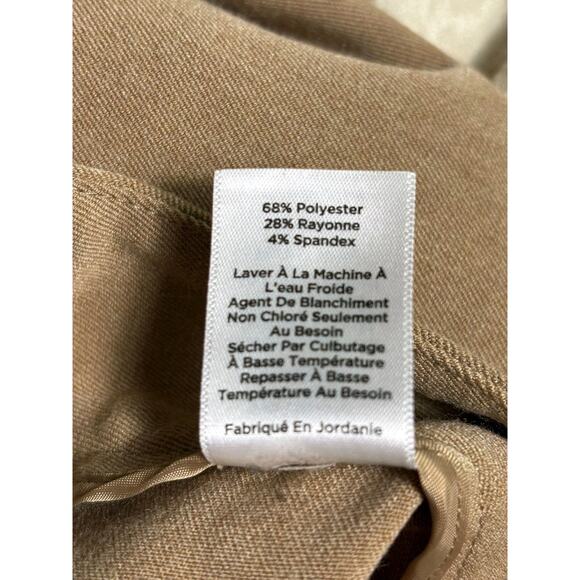 68% Polyester
28% Rayonne
4% Spandex
Laver À La Machine À
L'eau Froide
Agent De Blanchiment
Non Chloré Seulement
Au Besoin
Sécher Par Culbutage
À Basse Température
Repasser À Basse
Température Au Besoin
Fabriqué En Jordanie